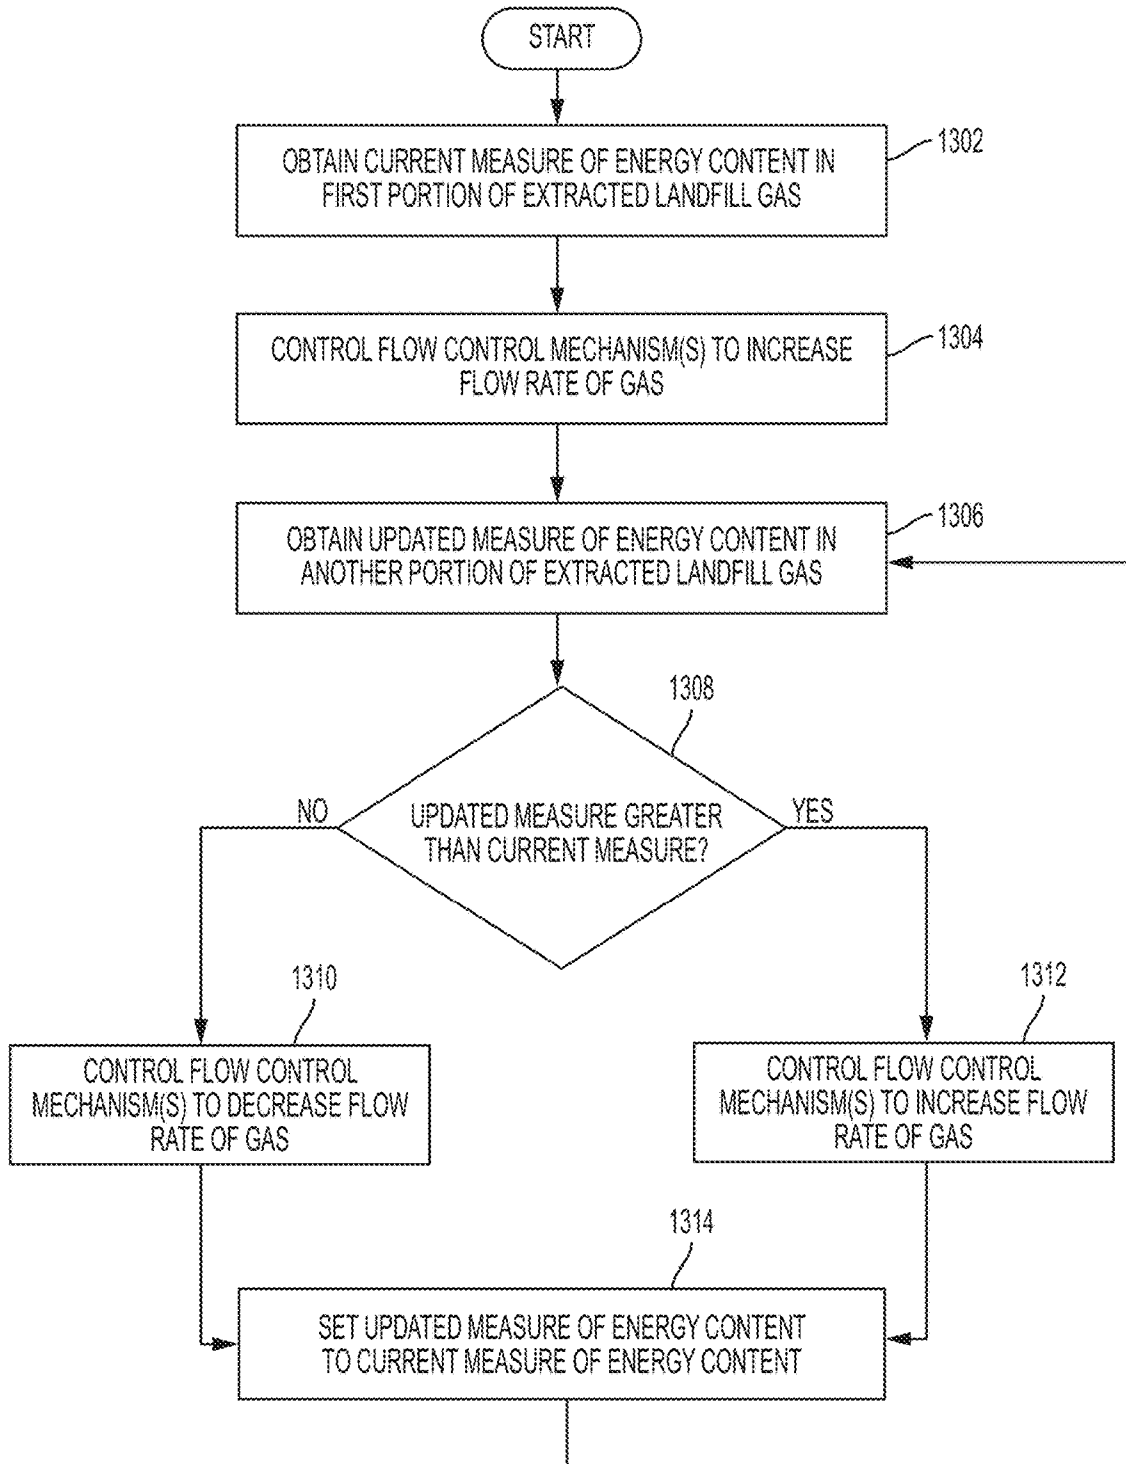 START
1302
OBTAIN CURRENT MEASURE OF ENERGY CONTENT IN
FIRST PORTION OF EXTRACTED LANDFILL GAS
1304
CONTROL FLOW CONTROL MECHANISM(S) TO INCREASE
FLOW RATE OF GAS
1306
OBTAIN UPDATED MEASURE OF ENERGY CONTENT IN
ANOTHER PORTION OF EXTRACTED LANDFILL GAS
1308
NO
YES
UPDATED MEASURE GREATER
THAN CURRENT MEASURE?
1310
CONTROL FLOW CONTROL
MECHANISM(S) TO DECREASE FLOW
RATE OF GAS
1312
CONTROL FLOW CONTROL
MECHANISM(S) TO INCREASE FLOW
RATE OF GAS
1314
SET UPDATED MEASURE OF ENERGY CONTENT
TO CURRENT MEASURE OF ENERGY CONTENT